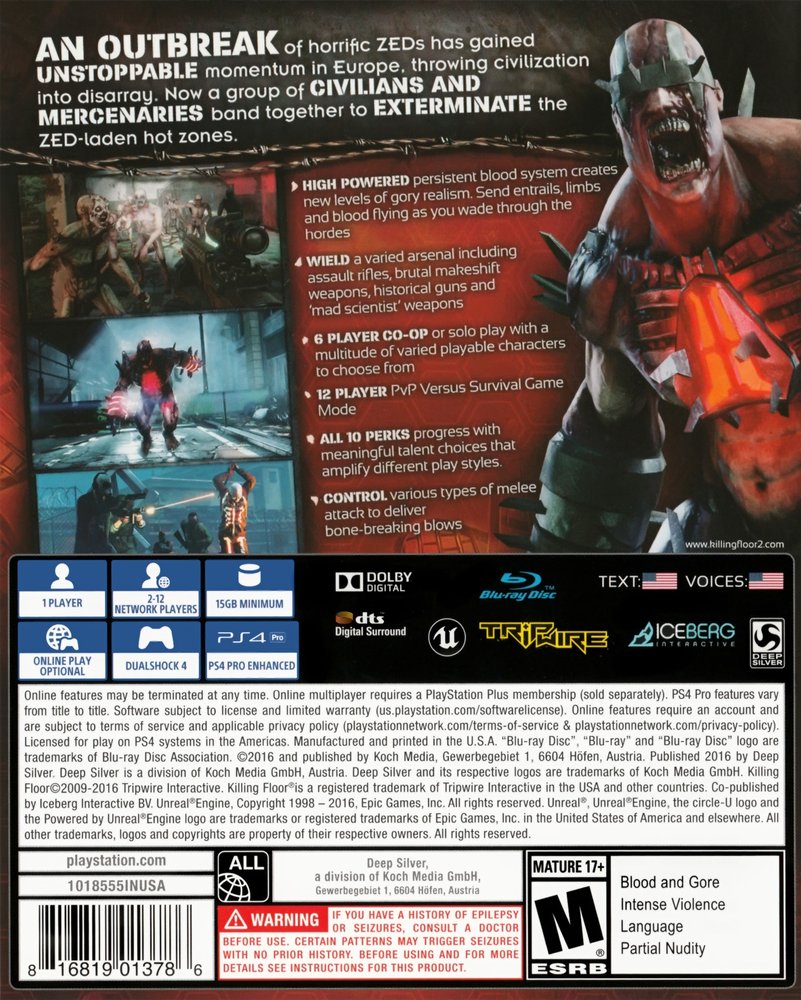 AN OUTBREAK of horrific ZEDs has gained
UNSTOPPABLE momentum in Europe, throwing civilization
into disarray. Now a group of CIVILIANS AND
MERCENARIES band together to EXTERMINATE the
ZED-laden hot zones.
HIGH POWERED persistent blood system creates
new levels of gory realism. Send entrails, limbs
and blood flying as you wade through the
hordes
WIELD a varied arsenal including
assault rifles, brutal makeshift
weapons, historical guns and
'mad scientist' weapons
6 PLAYER CO-OP or solo play with a
multitude of varied playable characters
to choose from
12 PLAYER PvP Versus Survival Game
Mode
ALL 10 PERKS progress with
meaningful talent choices that
amplify different play styles.
CONTROL various types of melee
attack to deliver
bone-breaking blows
www.killingfloor2.com
1 PLAYER
2-12
NETWORK PLAYERS
15GB MINIMUM
ONLINE PLAY
OPTIONAL
DUALSHOCK 4
PS4 Pro
PS4 PRO ENHANCED
DOLBY
DIGITAL
Blu-ray Disc™
TEXT: VOICES:
dts
Digital Surround
TRIPWIRE
ICEBERG
INTERACTIVE
DEEP
SILVER
Online features may be terminated at any time. Online multiplayer requires a PlayStation Plus membership (sold separately). PS4 Pro features vary
from title to title. Software subject to license and limited warranty (us.playstation.com/softwarelicense). Online features require an account and
are subject to terms of service and applicable privacy policy (playstationnetwork.com/terms-of-service & playstationnetwork.com/privacy-policy).
Licensed for play on PS4 systems in the Americas. Manufactured and printed in the U.S.A. “Blu-ray Disc”, “Blu-ray” and “Blu-ray Disc” logo are
trademarks of Blu-ray Disc Association. ©2016 and published by Koch Media, Gewerbegebiet 1, 6604 Höfen, Austria. Published 2016 by Deep
Silver. Deep Silver is a division of Koch Media GmbH, Austria. Deep Silver and its respective logos are trademarks of Koch Media GmbH. Killing
Floor©2009-2016 Tripwire Interactive. Killing Floor® is a registered trademark of Tripwire Interactive in the USA and other countries. Co-published
by Iceberg Interactive BV. Unreal® Engine, Copyright 1998 – 2016, Epic Games, Inc. All rights reserved. Unreal®, Unreal®Engine, the circle-U logo and
the Powered by Unreal®Engine logo are trademarks or registered trademarks of Epic Games, Inc. in the United States of America and elsewhere. All
other trademarks, logos and copyrights are property of their respective owners. All rights reserved.
playstation.com
1018555INUSA
ALL
Deep Silver,
a division of Koch Media GmbH,
Gewerbegebiet 1, 6604 Höfen, Austria
WARNING IF YOU HAVE A HISTORY OF EPILEPSY
OR SEIZURES, CONSULT A DOCTOR
BEFORE USE. CERTAIN PATTERNS MAY TRIGGER SEIZURES
WITH NO PRIOR HISTORY. BEFORE USING AND FOR MORE
DETAILS SEE INSTRUCTIONS FOR THIS PRODUCT.
8 16819 01378 6
MATURE 17+
M®
ESRB
Blood and Gore
Intense Violence
Language
Partial Nudity